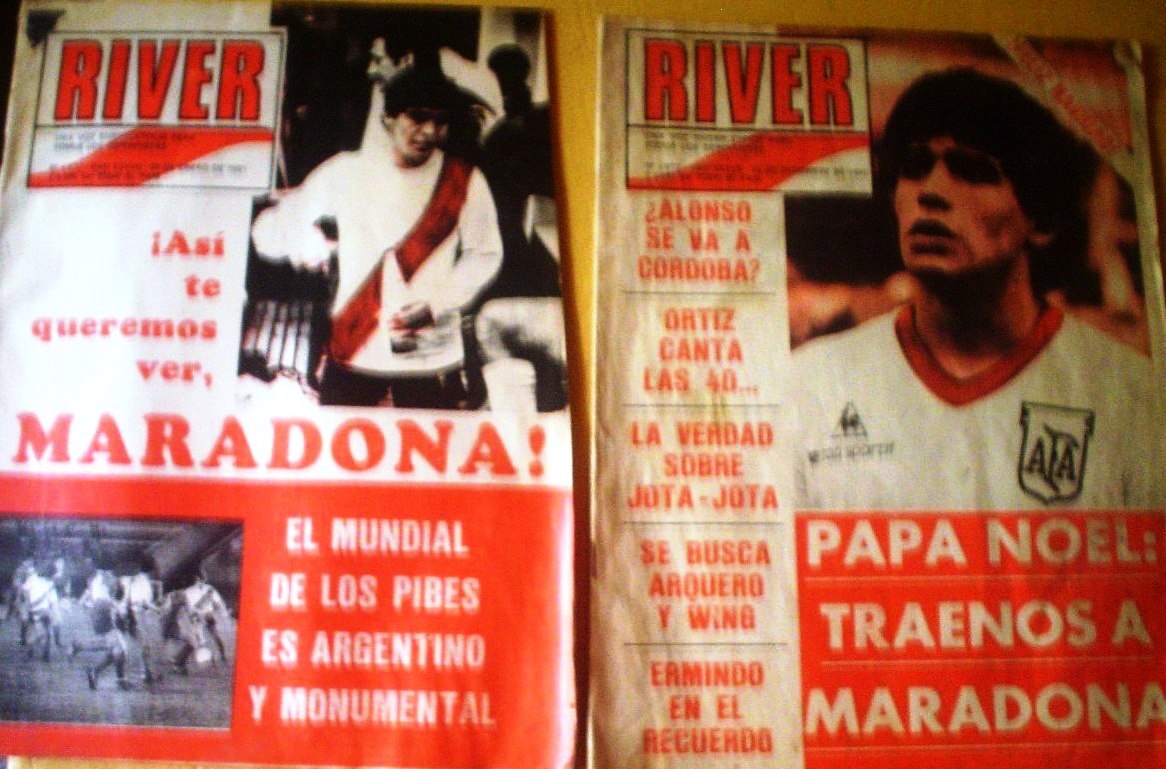 RIVER
¡Así
te
queremos
ver,
MARADONA!
EL MUNDIAL
DE LOS PIBES
ES ARGENTINO
Y MONUMENTAL
RIVER
¿ALONSO
SE VA A
CORDOBA?
ORTIZ
CANTA
LAS 40...
LA VERDAD
SOBRE
JOTA-JOTA
SE BUSCA
ARQUERO
Y WING
ERMINDO
EN EL
RECUERDO
AFA
PAPA NOEL:
TRAENOS A
MARADONA